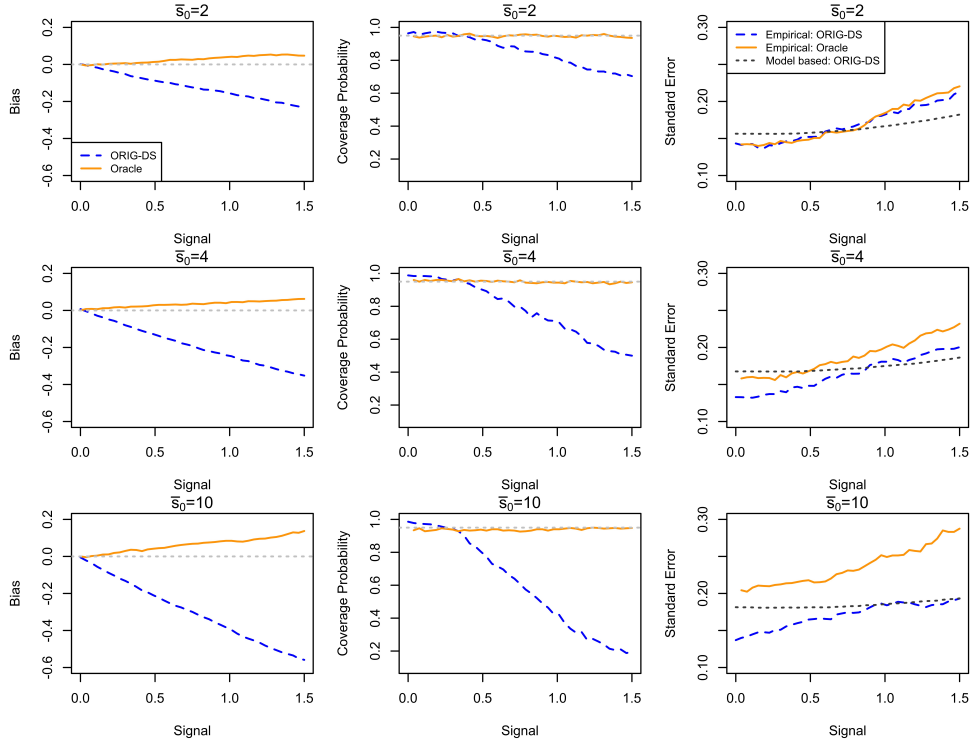 s̅₀=2
Bias
0.2
0.0
-0.2
-0.4
-0.6
ORIG-DS
Oracle
0.0 0.5 1.0 1.5
Signal
s̅₀=2
Coverage Probability
1.0
0.8
0.6
0.4
0.2
0.0 0.5 1.0 1.5
Signal
s̅₀=2
Standard Error
0.30
0.20
0.10
Empirical: ORIG-DS
Empirical: Oracle
Model based: ORIG-DS
0.0 0.5 1.0 1.5
Signal
s̅₀=4
Bias
0.2
0.0
-0.2
-0.4
-0.6
0.0 0.5 1.0 1.5
Signal
s̅₀=4
Coverage Probability
1.0
0.8
0.6
0.4
0.2
0.0 0.5 1.0 1.5
Signal
s̅₀=4
Standard Error
0.30
0.20
0.10
0.0 0.5 1.0 1.5
Signal
s̅₀=10
Bias
0.2
0.0
-0.2
-0.4
-0.6
0.0 0.5 1.0 1.5
Signal
s̅₀=10
Coverage Probability
1.0
0.8
0.6
0.4
0.2
0.0 0.5 1.0 1.5
Signal
s̅₀=10
Standard Error
0.30
0.20
0.10
0.0 0.5 1.0 1.5
Signal